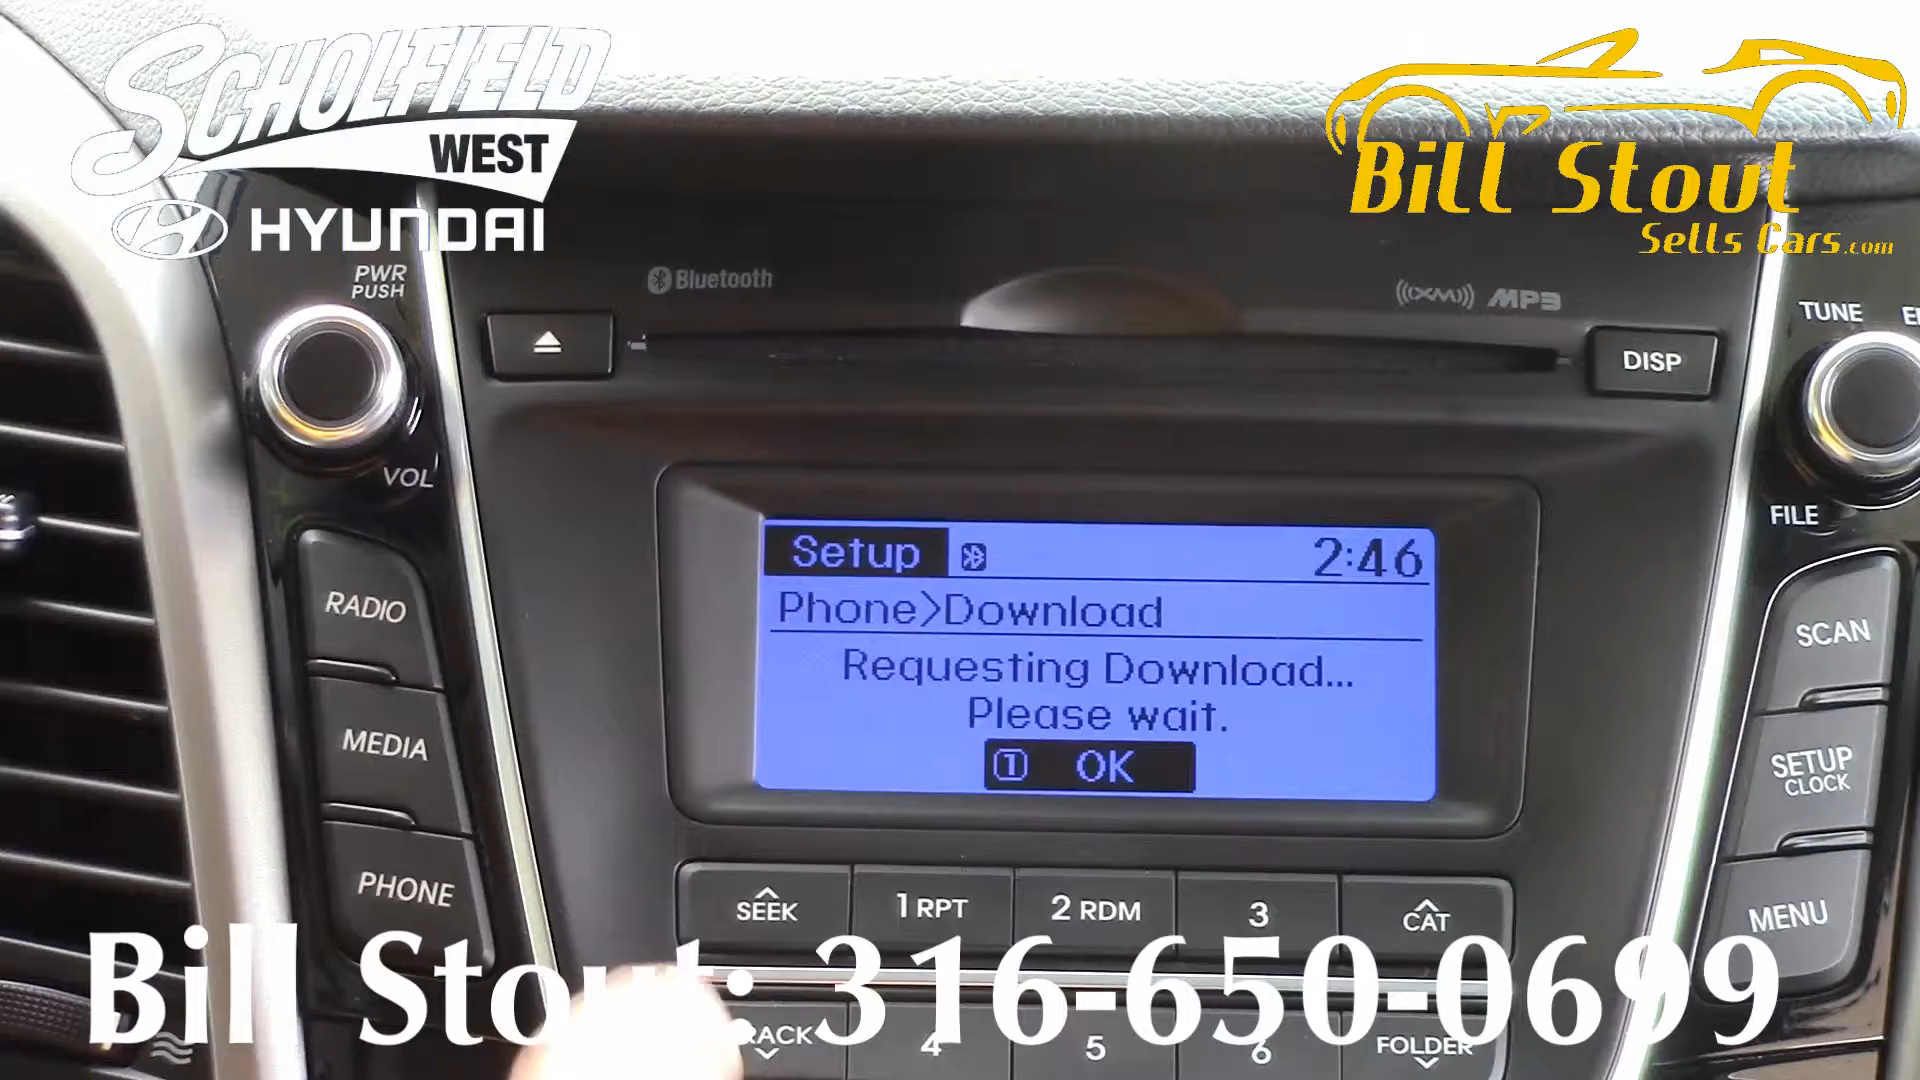 SCHOLFIELD
WEST
HYUNDAI
Bill Stout
Sells Cars.com
PWR
PUSH
Bluetooth
((XM)) MP3
TUNE
DISP
VOL
FILE
Setup 2:46
Phone>Download
Requesting Download...
Please wait.
1 OK
RADIO
MEDIA
PHONE
SCAN
SETUP
CLOCK
MENU
SEEK
1 RPT
2 RDM
3
CAT
Bill Stout: 316-650-0699
4
5
6
FOLDER